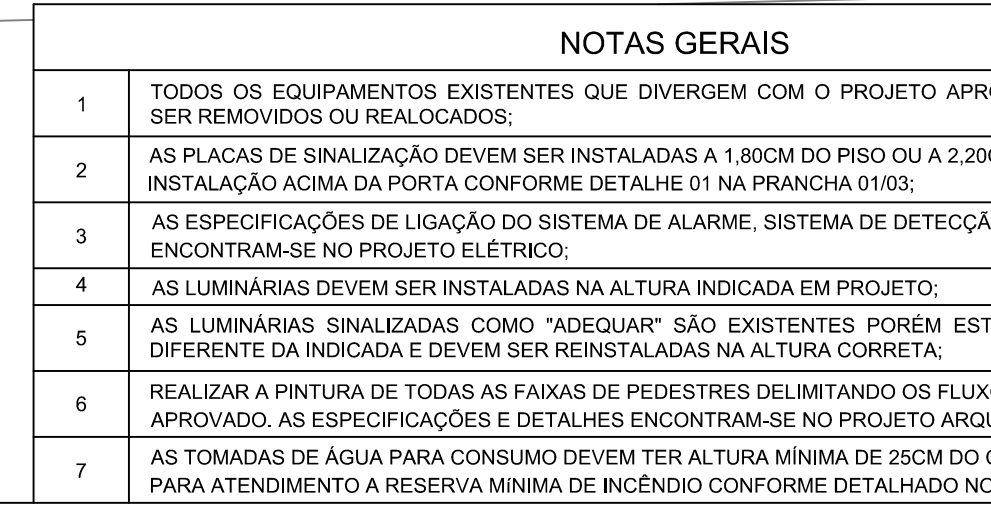 NOTAS GERAIS
1
TODOS OS EQUIPAMENTOS EXISTENTES QUE DIVERGEM COM O PROJETO
SER REMOVIDOS OU REALOCADOS;
2
AS PLACAS DE SINALIZAÇÃO DEVEM SER INSTALADAS A 1,80CM DO PISO OU A
INSTALAÇÃO ACIMA DA PORTA CONFORME DETALHE 01 NA PRANCHA 01/03;
3
AS ESPECIFICAÇÕES DE LIGAÇÃO DO SISTEMA DE ALARME, SISTEMA DE
ENCONTRAM-SE NO PROJETO ELÉTRICO;
4
AS LUMINÁRIAS DEVEM SER INSTALADAS NA ALTURA INDICADA EM PROJETO;
5
AS LUMINÁRIAS SINALIZADAS COMO "ADEQUAR" SÃO EXISTENTES PORÉM
DIFERENTE DA INDICADA E DEVEM SER REINSTALADAS NA ALTURA CORRETA;
6
REALIZAR A PINTURA DE TODAS AS FAIXAS DE PEDESTRES DELIMITANDO OS
APROVADO. AS ESPECIFICAÇÕES E DETALHES ENCONTRAM-SE NO PROJETO
7
AS TOMADAS DE ÁGUA PARA CONSUMO DEVEM TER ALTURA MÍNIMA DE 25CM DO
PARA ATENDIMENTO A RESERVA MíNIMA DE INCÊNDIO CONFORME DETALHADO